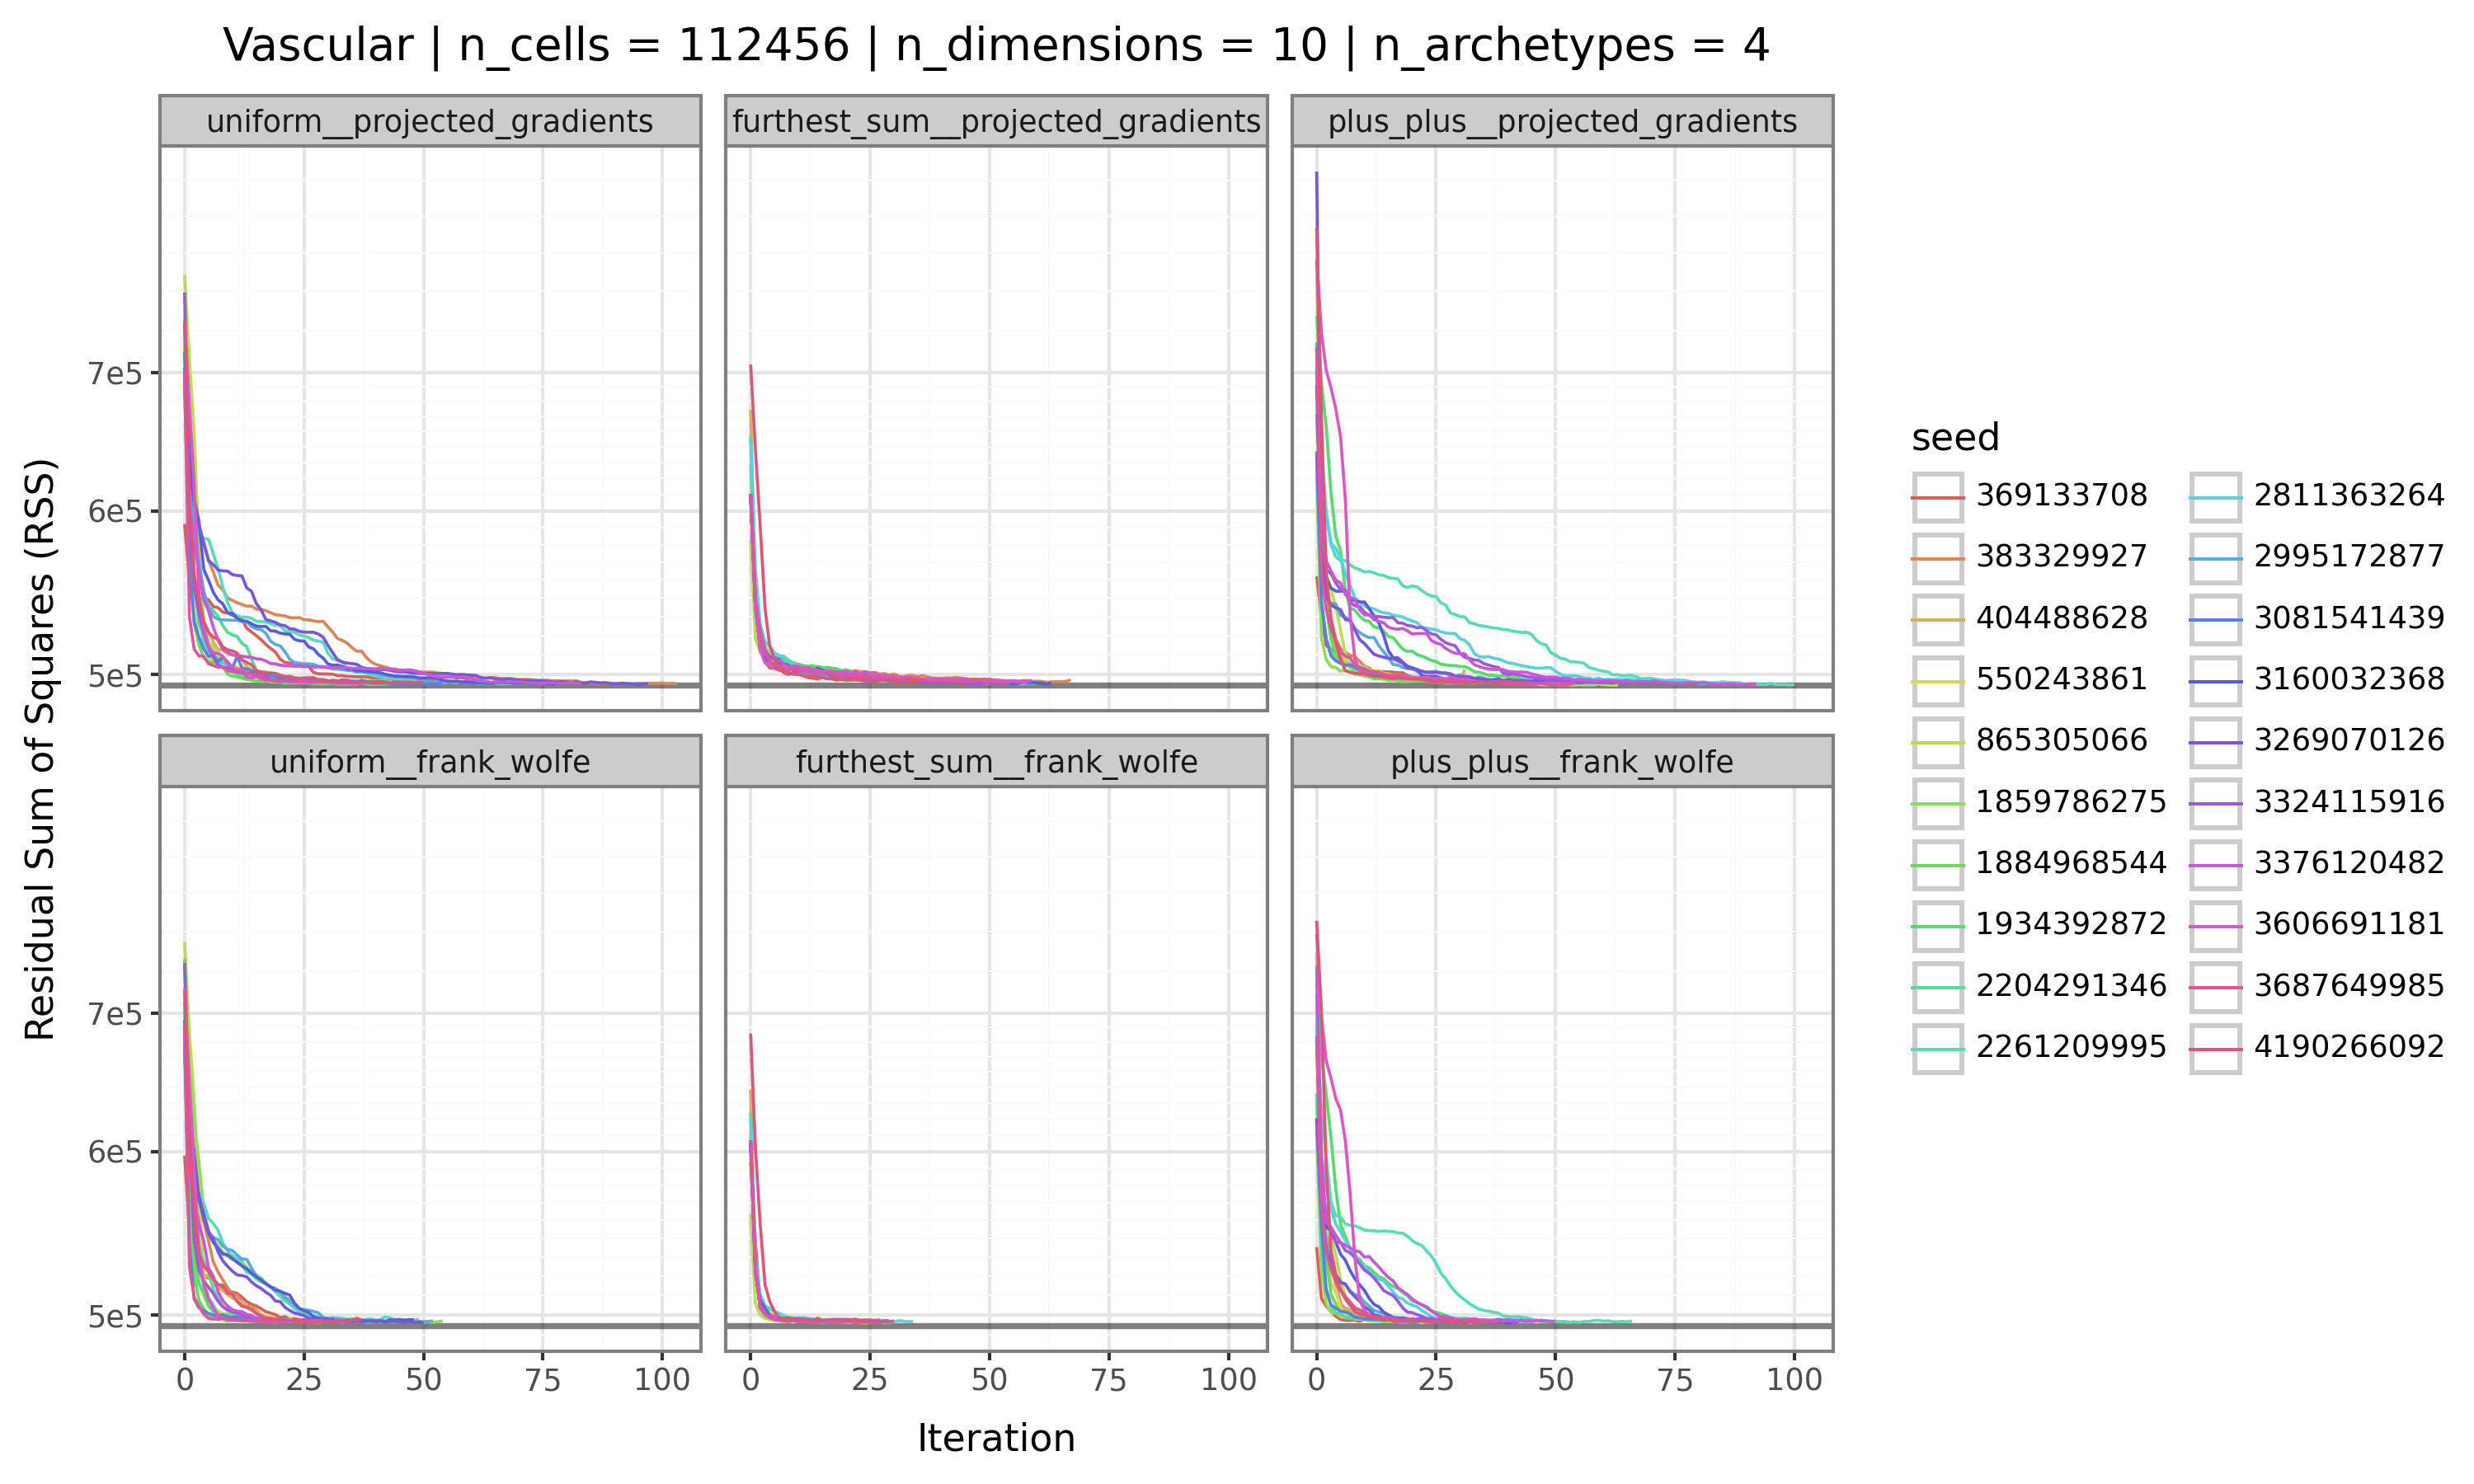 Vascular | n_cells = 112456 | n_dimensions = 10 | n_archetypes = 4
uniform__projected_gradients
furthest_sum__projected_gradients
plus_plus__projected_gradients
7e5
6e5
5e5
uniform__frank_wolfe
furthest_sum__frank_wolfe
plus_plus__frank_wolfe
7e5
6e5
5e5
0 25 50 75 100
0 25 50 75 100
0 25 50 75 100
Iteration
Residual Sum of Squares (RSS)
seed
369133708
383329927
404488628
550243861
865305066
1859786275
1884968544
1934392872
2204291346
2261209995
2811363264
2995172877
3081541439
3160032368
3269070126
3324115916
3376120482
3606691181
3687649985
4190266092